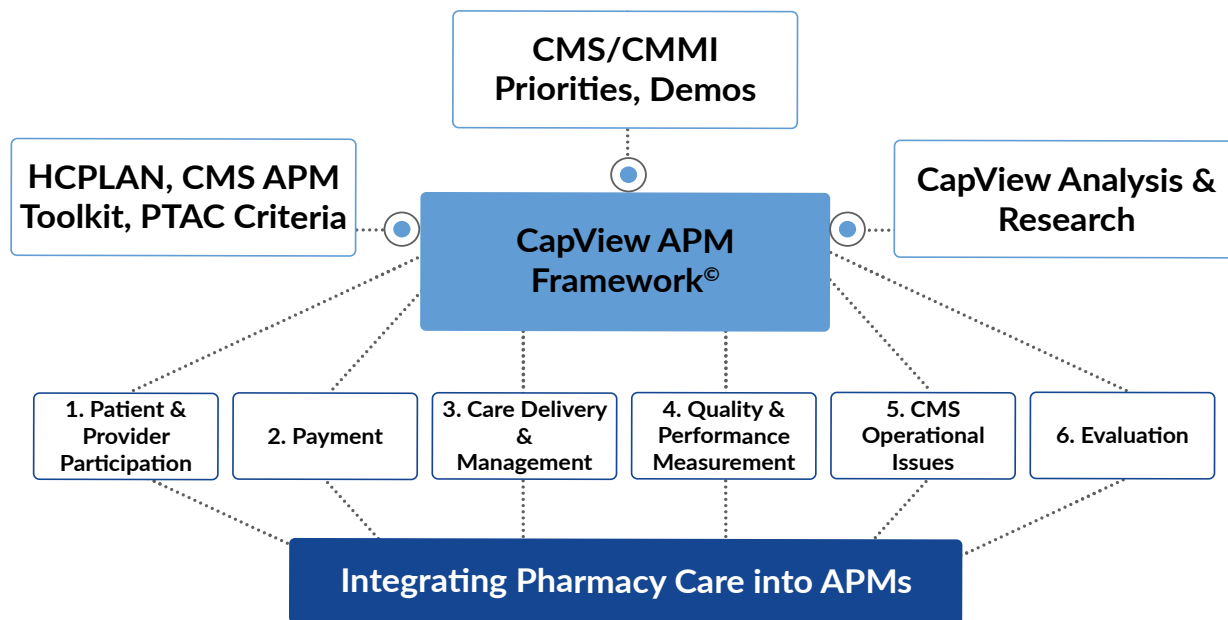 CMS/CMMI
Priorities, Demos
HCPLAN, CMS APM
Toolkit, PTAC Criteria
CapView Analysis &
Research
CapView APM
Framework©
1. Patient &
Provider
Participation
2. Payment
3. Care Delivery
&
Management
4. Quality &
Performance
Measurement
5. CMS
Operational
Issues
6. Evaluation
Integrating Pharmacy Care into APMs